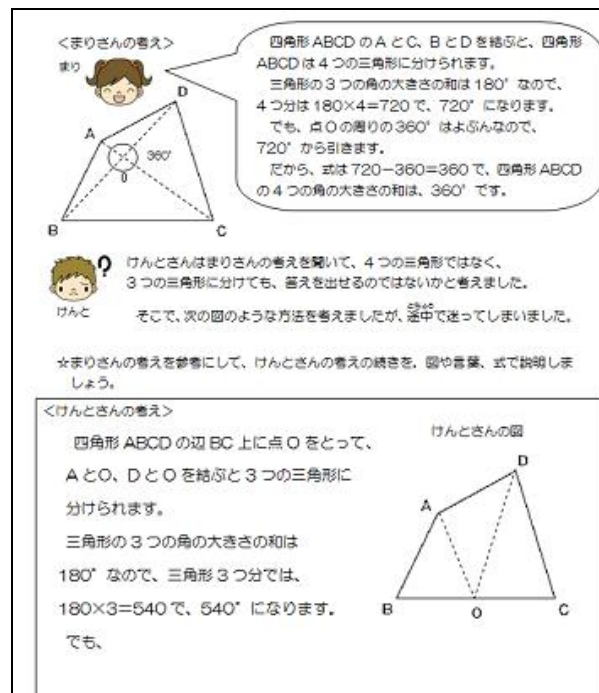 <まりさんの考え>
まり
四角形ABCDのAとC、BとDを結ぶと、四角形
ABCDは4つの三角形に分けられます。
三角形の3つの角の大きさの和は180°なので、
4つ分は180×4=720で、720°になります。
でも、点Oの周りの360°はよぶんなので、
720°から引きます。
だから、式は720-360=360で、四角形ABCD
の4つの角の大きさの和は、360°です。
D
A
360°
O
B
C
?
けんと
けんとさんはまりさんの考えを聞いて、4つの三角形ではなく、
3つの三角形に分けても、答えを出せるのではないかと考えました。
そこで、次の図のような方法を考えましたが、途中で迷ってしまいました。
☆まりさんの考えを参考にして、けんとさんの考えの続きを、図や言葉、式で説明しま
しょう。
<けんとさんの考え>
四角形ABCDの辺BC上に点Oをとって、
AとO、DとOを結ぶと3つの三角形に
分けられます。
三角形の3つの角の大きさの和は
180°なので、三角形3つ分では、
180×3=540で、540°になります。
でも、
けんとさんの図
D
A
B
O
C